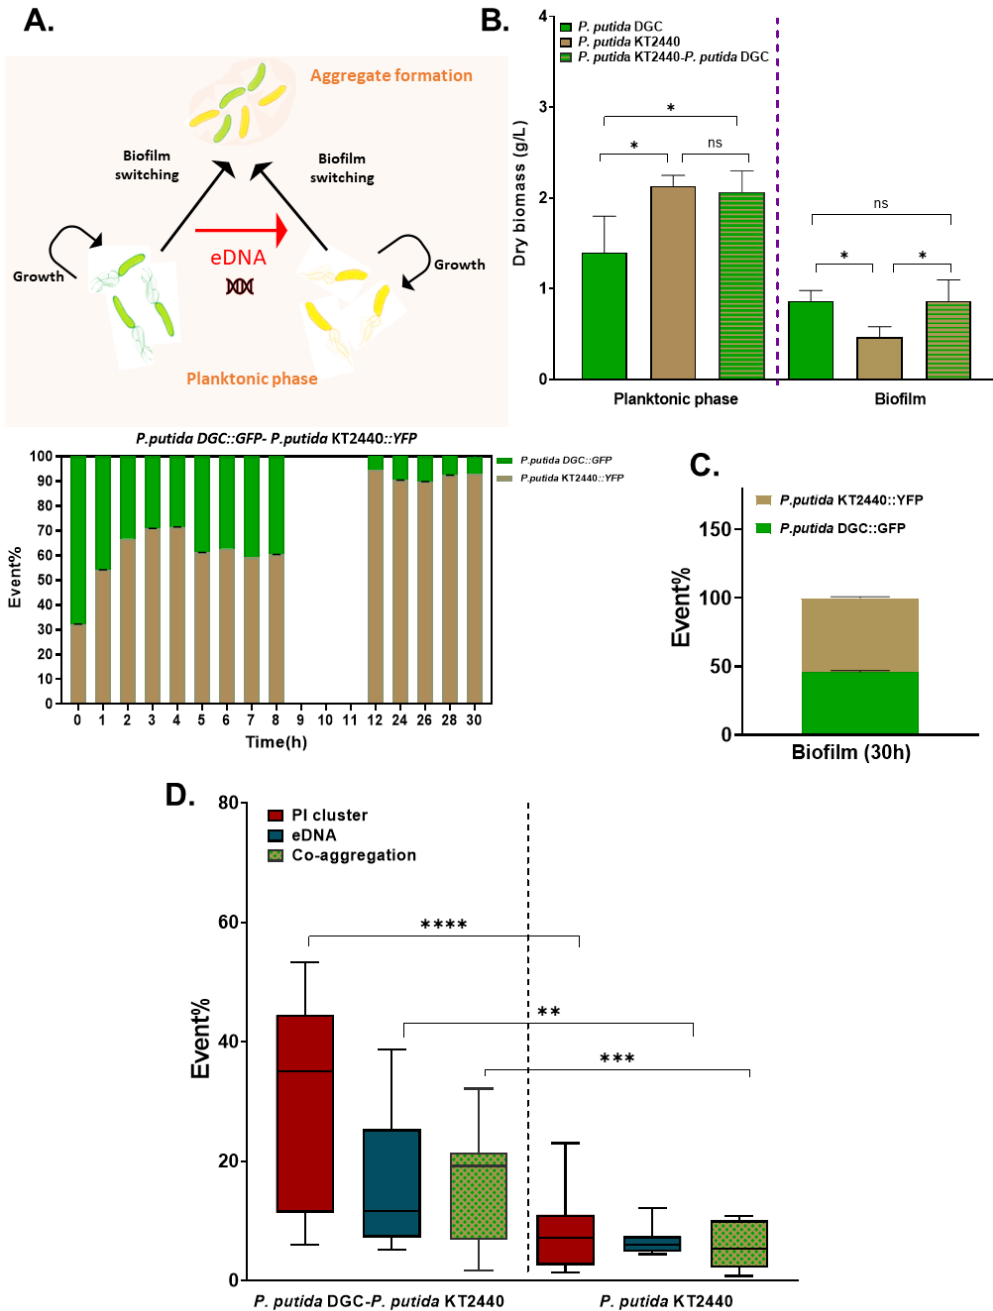 A.
Aggregate formation
Biofilm
switching
Biofilm
switching
eDNA
Growth
Growth
Planktonic phase
B.
P. putida DGC
P. putida KT2440
P. putida KT2440-P. putida DGC
Dry biomass (g/L)
4
3
2
1
0
*
*
ns
ns
*
*
Planktonic phase
Biofilm
P.putida DGC::GFP- P.putida KT2440::YFP
P.putida DGC::GFP
P.putida KT2440::YFP
Event%
100
90
80
70
60
50
40
30
20
10
0
0 1 2 3 4 5 6 7 8 9 10 11 12 24 26 28 30
Time(h)
C.
P.putida KT2440::YFP
P.putida DGC::GFP
Event%
150
100
50
0
Biofilm (30h)
D.
PI cluster
eDNA
Co-aggregation
Event%
80
60
40
20
0
****
**
***
P. putida DGC-P. putida KT2440
P. putida KT2440